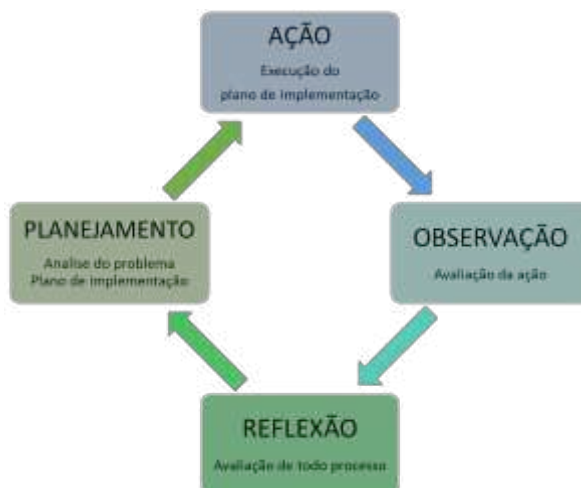 AÇÃO
Execução do
plano de implementação
PLANEJAMENTO
Analise do problema
Plano de implementação
OBSERVAÇÃO
Avaliação da ação
REFLEXÃO
Avaliação de todo processo